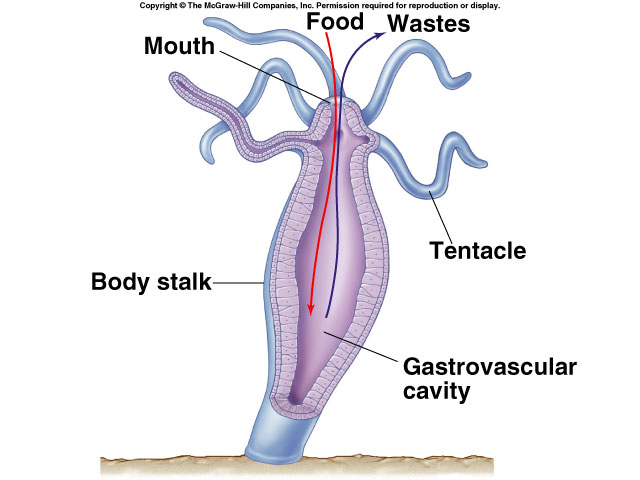 Copyright © The McGraw-Hill Companies, Inc. Permission required for reproduction or display.
Food
Wastes
Mouth
Tentacle
Body stalk
Gastrovascular
cavity